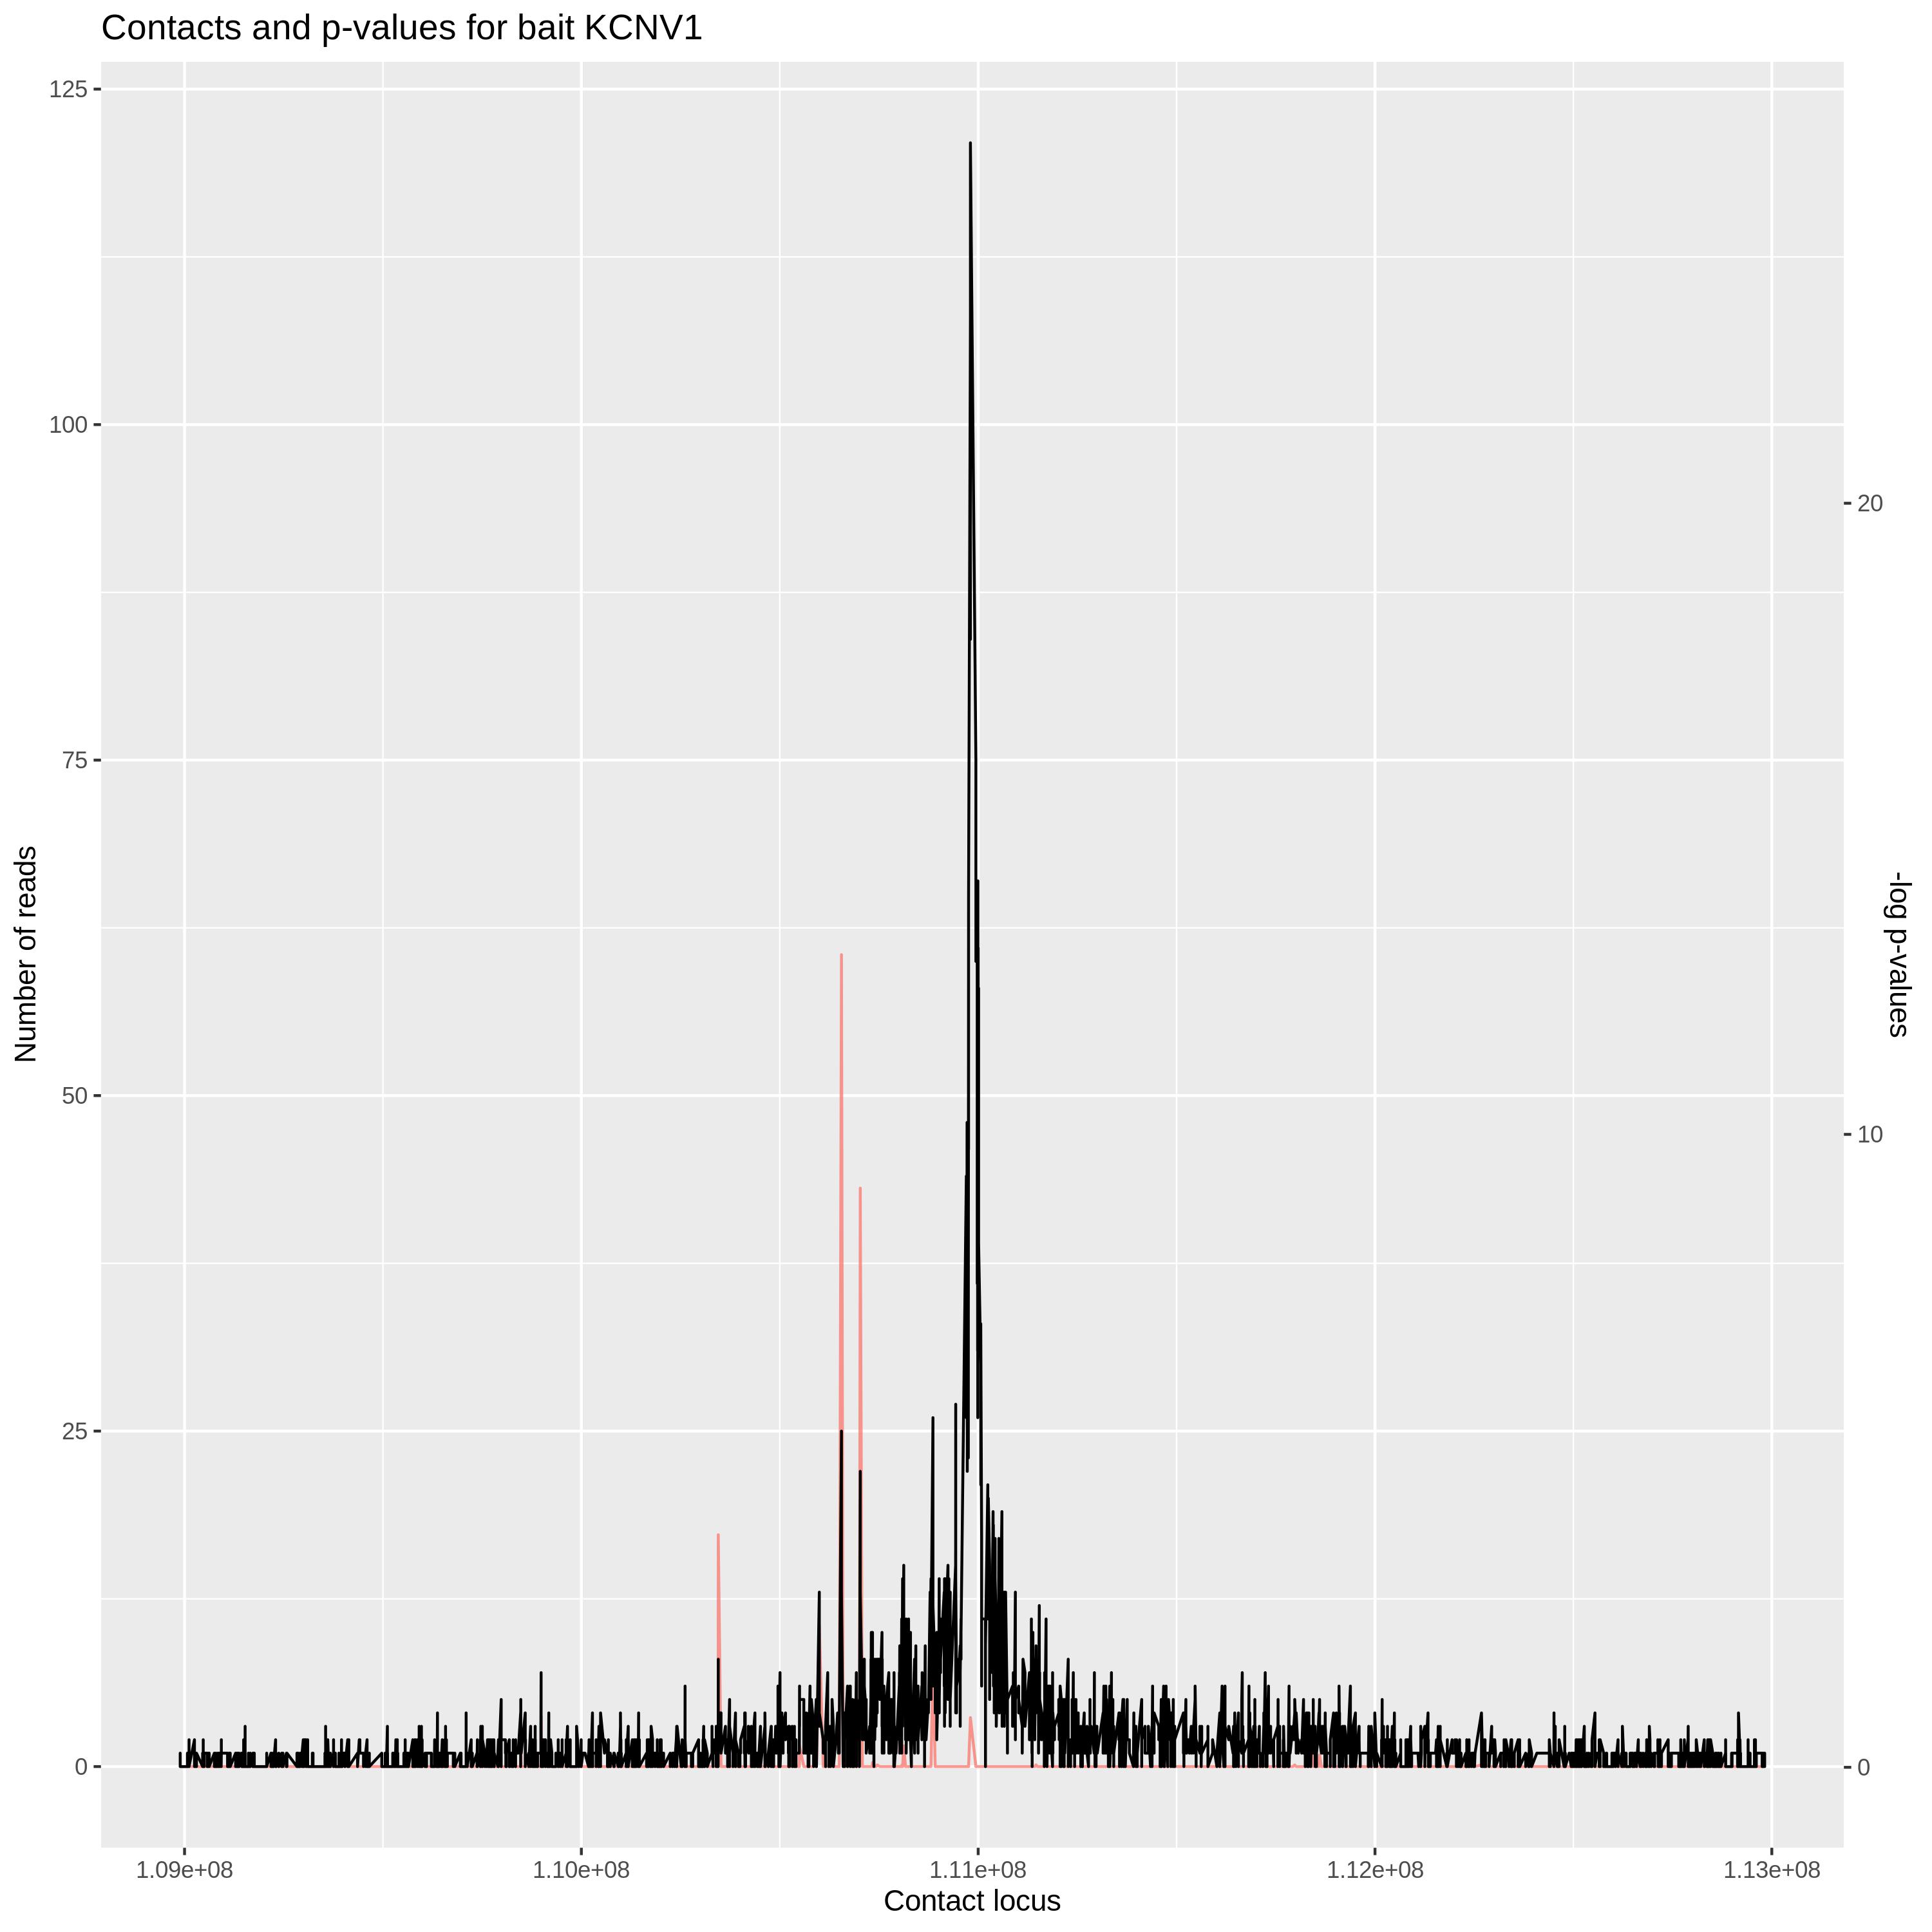 Contacts and p-values for bait KCNV1
125
100
75
50
25
0
Number of reads
20
10
0
-log p-values
1.09e+08 1.10e+08 1.11e+08 1.12e+08 1.13e+08
Contact locus